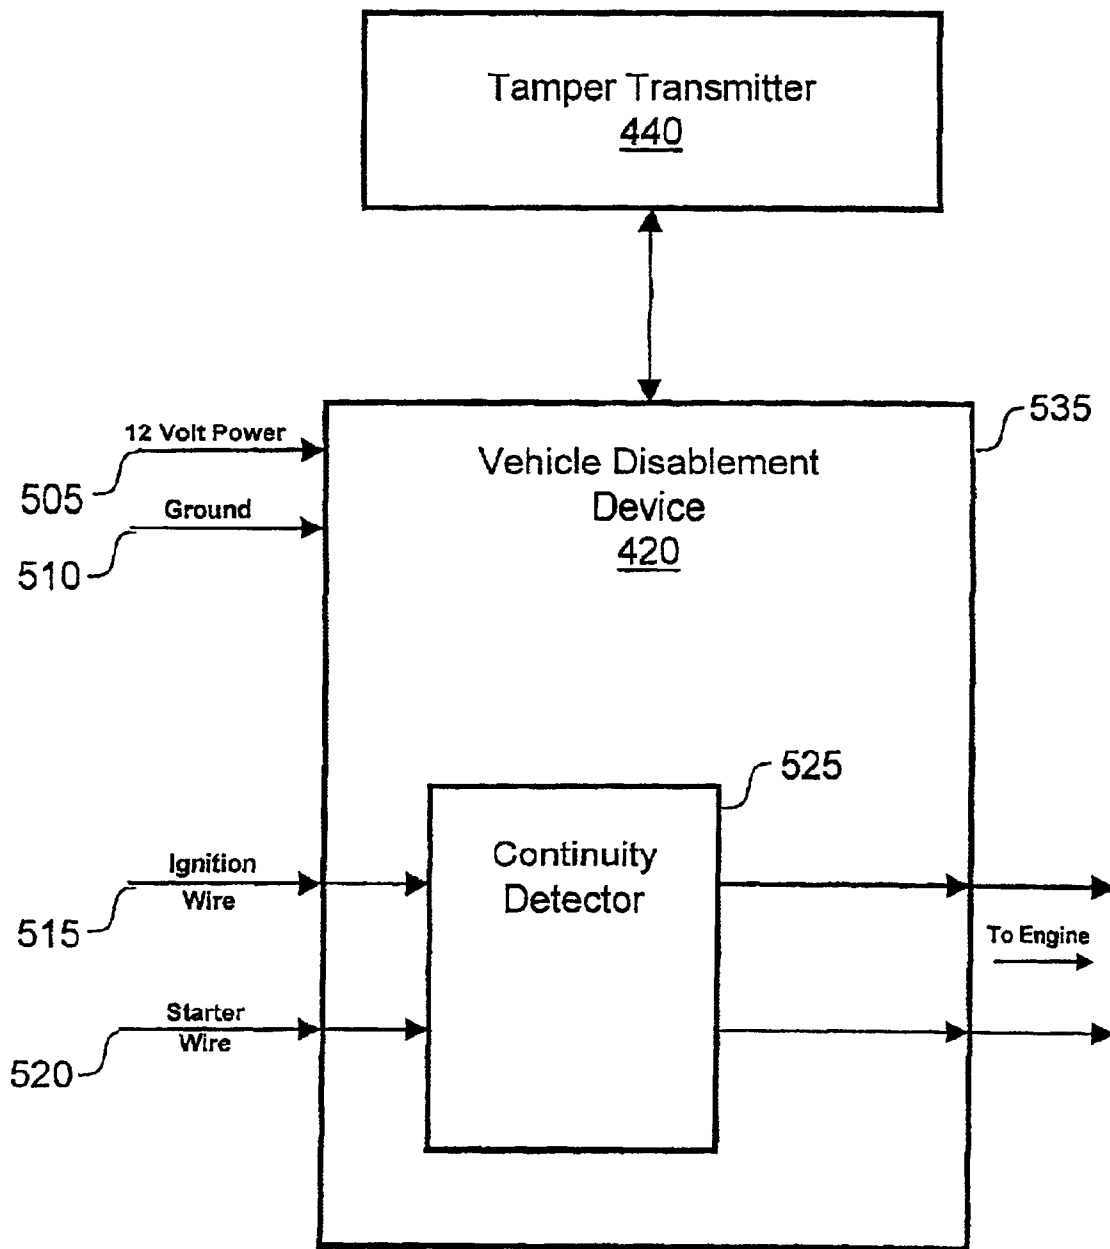 Tamper Transmitter
440
535
12 Volt Power
Vehicle Disablement
Device
420
505
Ground
510
525
Continuity
Detector
Ignition
Wire
515
To Engine
Starter
Wire
520